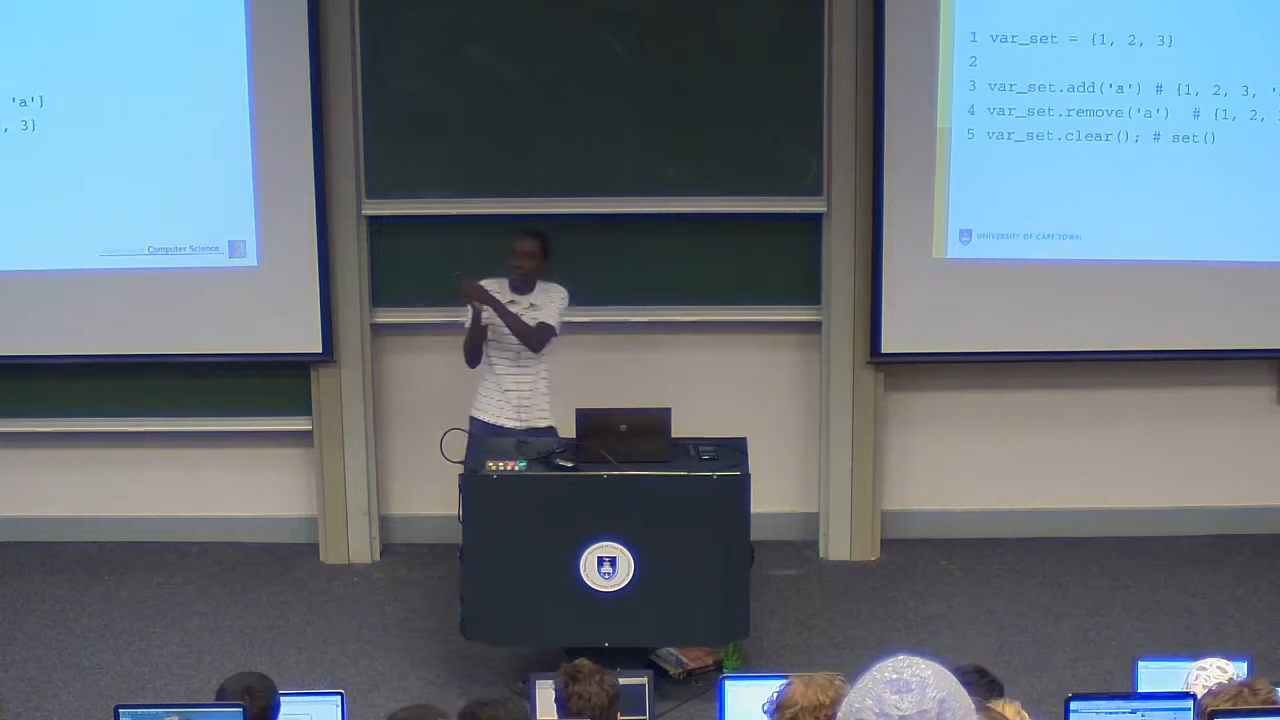 'a'}
, 3}
Computer Science
1 var_set = {1, 2, 3}
2
3 var_set.add('a') # {1, 2, 3, '
4 var_set.remove('a') # {1, 2,
5 var_set.clear(); # set()
UNIVERSITY OF CAPE TOWN